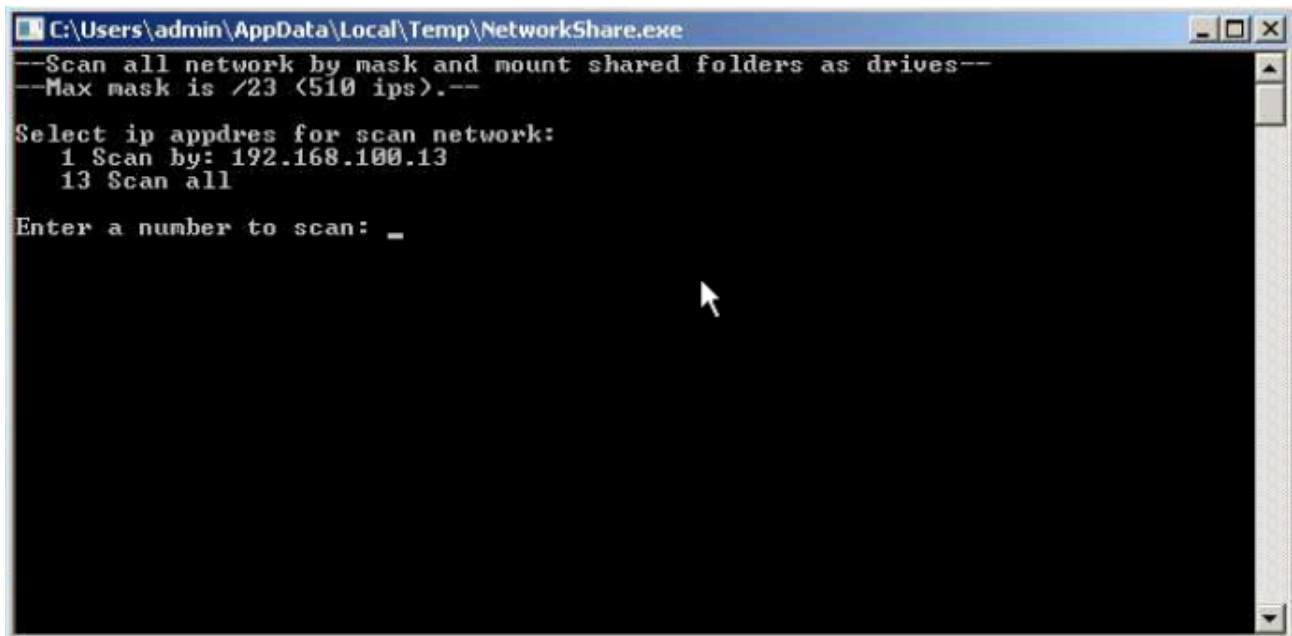 C:\Users\admin\AppData\Local\Temp\NetworkShare.exe
--Scan all network by mask and mount shared folders as drives--
--Max mask is /23 (510 ips).--
Select ip appdres for scan network:
1 Scan by: 192.168.100.13
13 Scan all
Enter a number to scan: _